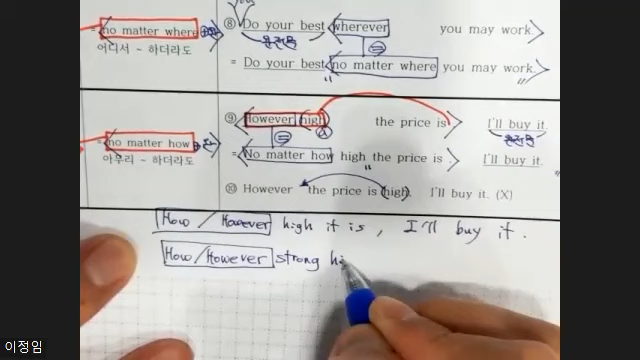 = no matter where
어디서 - 하더라도
⑧ Do your best wherever you may work.
= Do your best no matter where you may work.
= no matter how
아무리 - 하더라도
⑨ However high the price is I'll buy it.
= No matter how high the price is I'll buy it.
⑩ However the price is high. I'll buy it. (X)
How / However high it is, I'll buy it.
How/However strong h
이정임